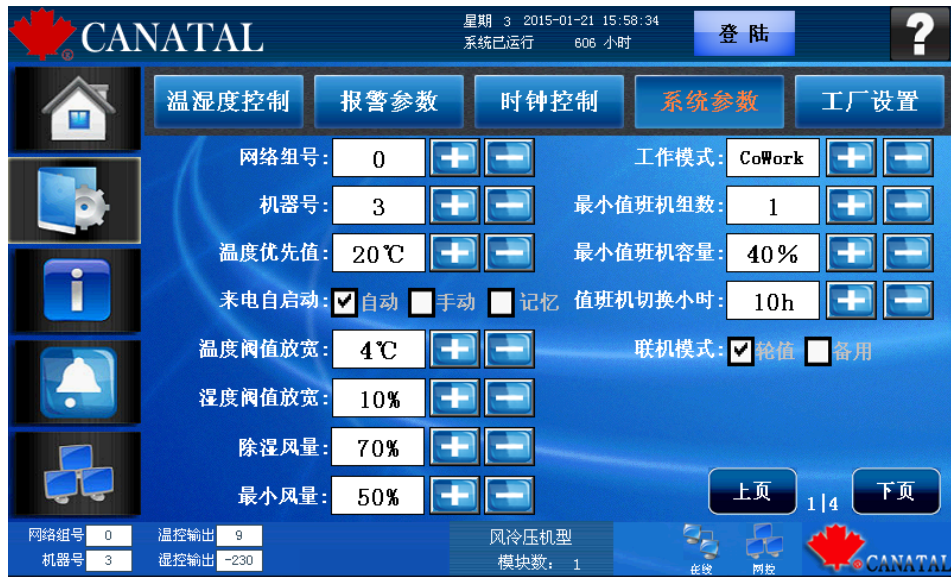 CANATAL
星期 3 2015-01-21 15:58:34
系统已运行 606 小时
登陆
?
温湿度控制 报警参数 时钟控制 系统参数 工厂设置
网络组号: 0 工作模式: CoWork
机器号: 3 最小值班机组数: 1
温度优先值: 20℃ 最小值班机容量: 40%
来电自启动: 自动 手动 记忆 值班机切换小时: 10h
温度阀值放宽: 4℃ 联机模式: 轮值 备用
湿度阀值放宽: 10%
除湿风量: 70%
最小风量: 50%
上页 1|4 下页
网络组号 0 温控输出 9 风冷压机型
机器号 3 湿控输出 -230 模块数: 1 在线 网控 CANATAL